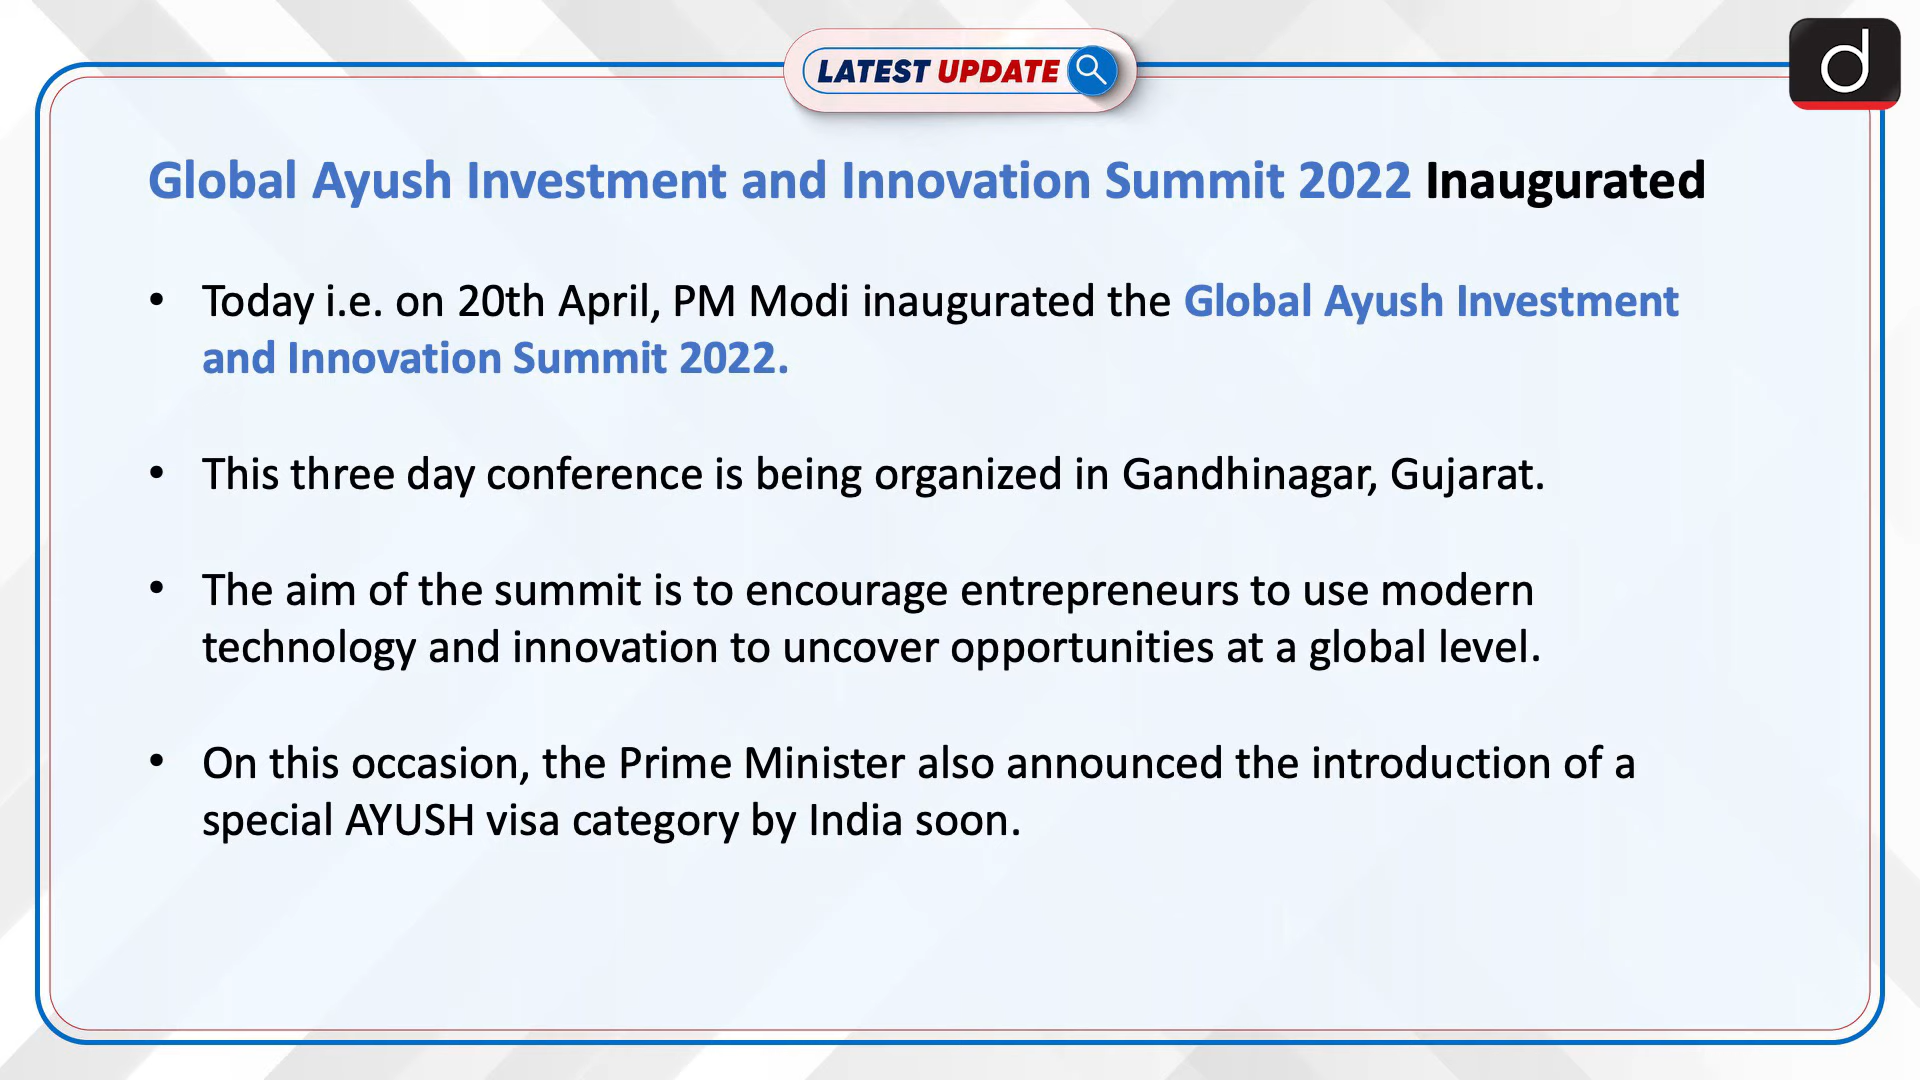 LATEST UPDATE
d
Global Ayush Investment and Innovation Summit 2022 Inaugurated
• Today i.e. on 20th April, PM Modi inaugurated the Global Ayush Investment
and Innovation Summit 2022.
• This three day conference is being organized in Gandhinagar, Gujarat.
• The aim of the summit is to encourage entrepreneurs to use modern
technology and innovation to uncover opportunities at a global level.
• On this occasion, the Prime Minister also announced the introduction of a
special AYUSH visa category by India soon.